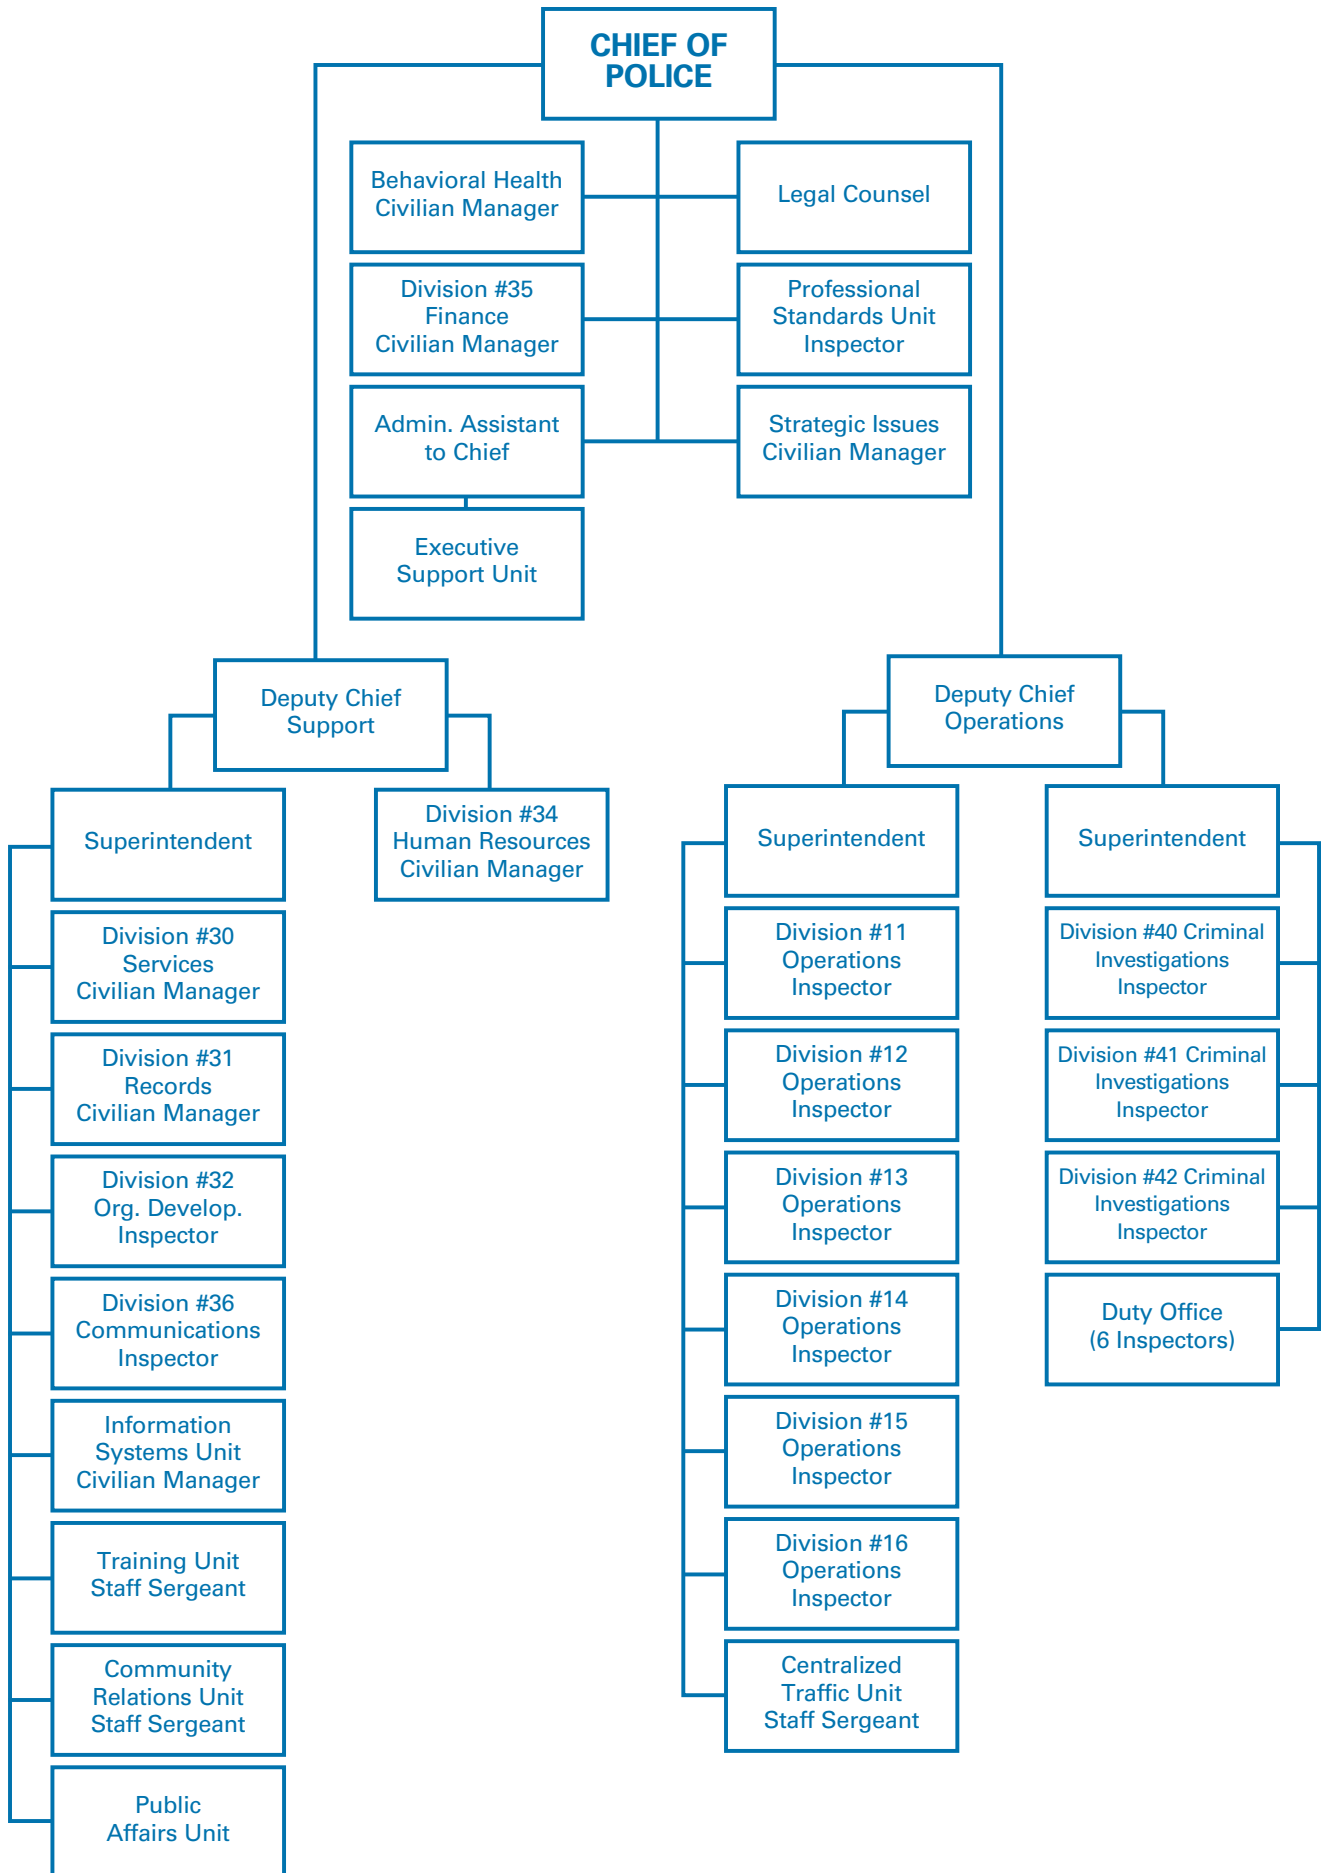 CHIEF OF
POLICE
Behavioral Health
Civilian Manager
Legal Counsel
Division #35
Finance
Civilian Manager
Professional
Standards Unit
Inspector
Admin. Assistant
to Chief
Strategic Issues
Civilian Manager
Executive
Support Unit
Deputy Chief
Support
Deputy Chief
Operations
Superintendent
Division #34
Human Resources
Civilian Manager
Division #30
Services
Civilian Manager
Division #31
Records
Civilian Manager
Division #32
Org. Develop.
Inspector
Division #36
Communications
Inspector
Information
Systems Unit
Civilian Manager
Training Unit
Staff Sergeant
Community
Relations Unit
Staff Sergeant
Public
Affairs Unit
Superintendent
Division #11
Operations
Inspector
Division #12
Operations
Inspector
Division #13
Operations
Inspector
Division #14
Operations
Inspector
Division #15
Operations
Inspector
Division #16
Operations
Inspector
Centralized
Traffic Unit
Staff Sergeant
Superintendent
Division #40 Criminal
Investigations
Inspector
Division #41 Criminal
Investigations
Inspector
Division #42 Criminal
Investigations
Inspector
Duty Office
(6 Inspectors)